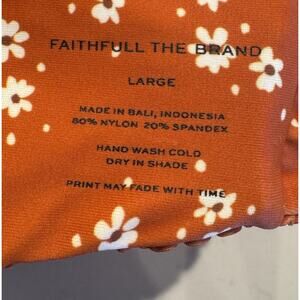 FAITHFULL THE BRAND
LARGE
MADE IN BALI, INDONESIA
80% NYLON 20% SPANDEX
HAND WASH COLD
DRY IN SHADE
PRINT MAY FADE WITH TIME